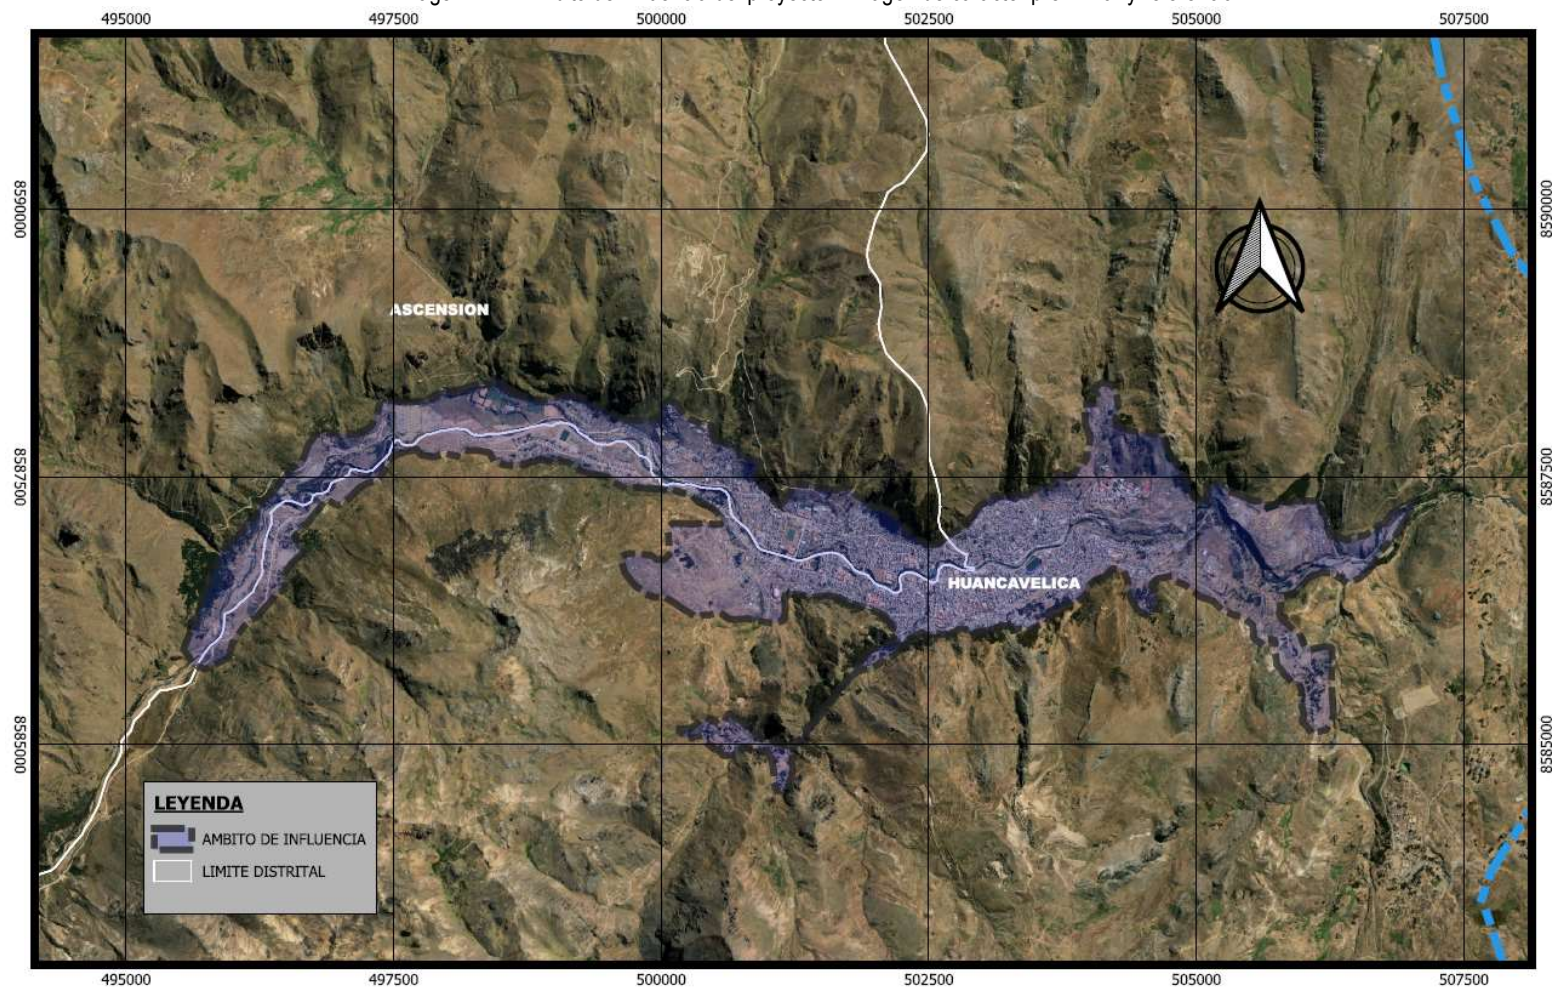 495000 497500 500000 502500 505000 507500
8590000 8590000
ASCENSION
8587500 8587500
HUANCAVELICA
8585000 8585000
LEYENDA
AMBITO DE INFLUENCIA
LIMITE DISTRITAL
495000 497500 500000 502500 505000 507500